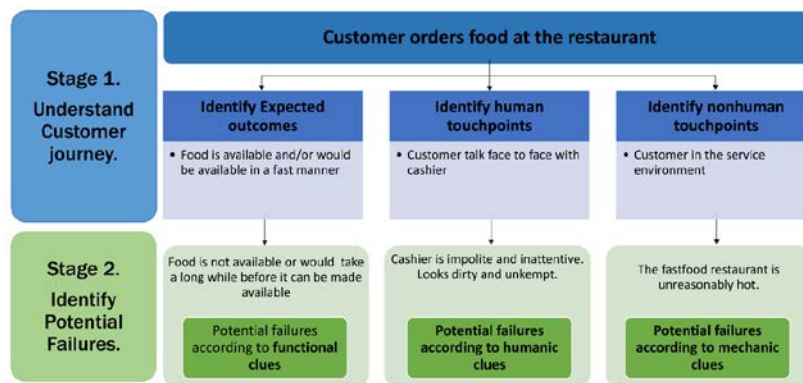 Customer orders food at the restaurant
Stage 1.
Understand
Customer
journey.
Identify Expected
outcomes
• Food is available and/or would
be available in a fast manner
Identify human
touchpoints
• Customer talk face to face with
cashier
Identify nonhuman
touchpoints
• Customer in the service
environment
Stage 2.
Identify
Potential
Failures.
Food is not available or would take
a long while before it can be made
available
Potential failures
according to functional
clues
Cashier is impolite and inattentive.
Looks dirty and unkempt.
Potential failures
according to humanic
clues
The fastfood restaurant is
unreasonably hot.
Potential failures
according to mechanic
clues